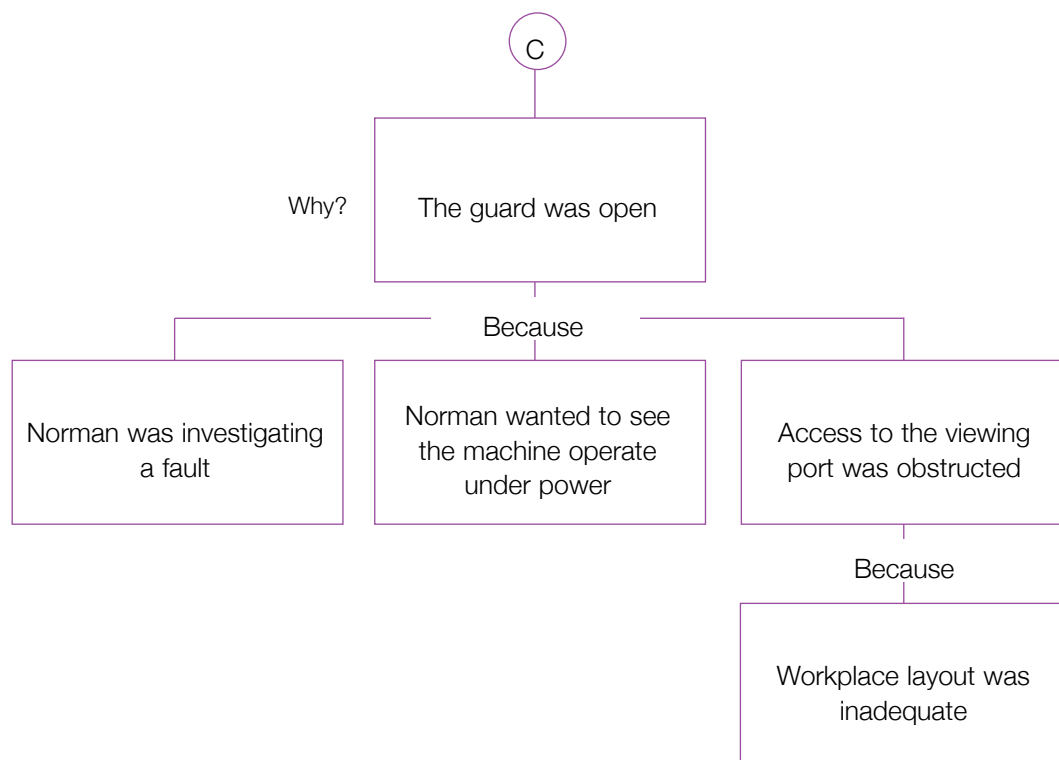 C
Why?
The guard was open
Because
Norman was investigating
a fault
Norman wanted to see
the machine operate
under power
Access to the viewing
port was obstructed
Because
Workplace layout was
inadequate